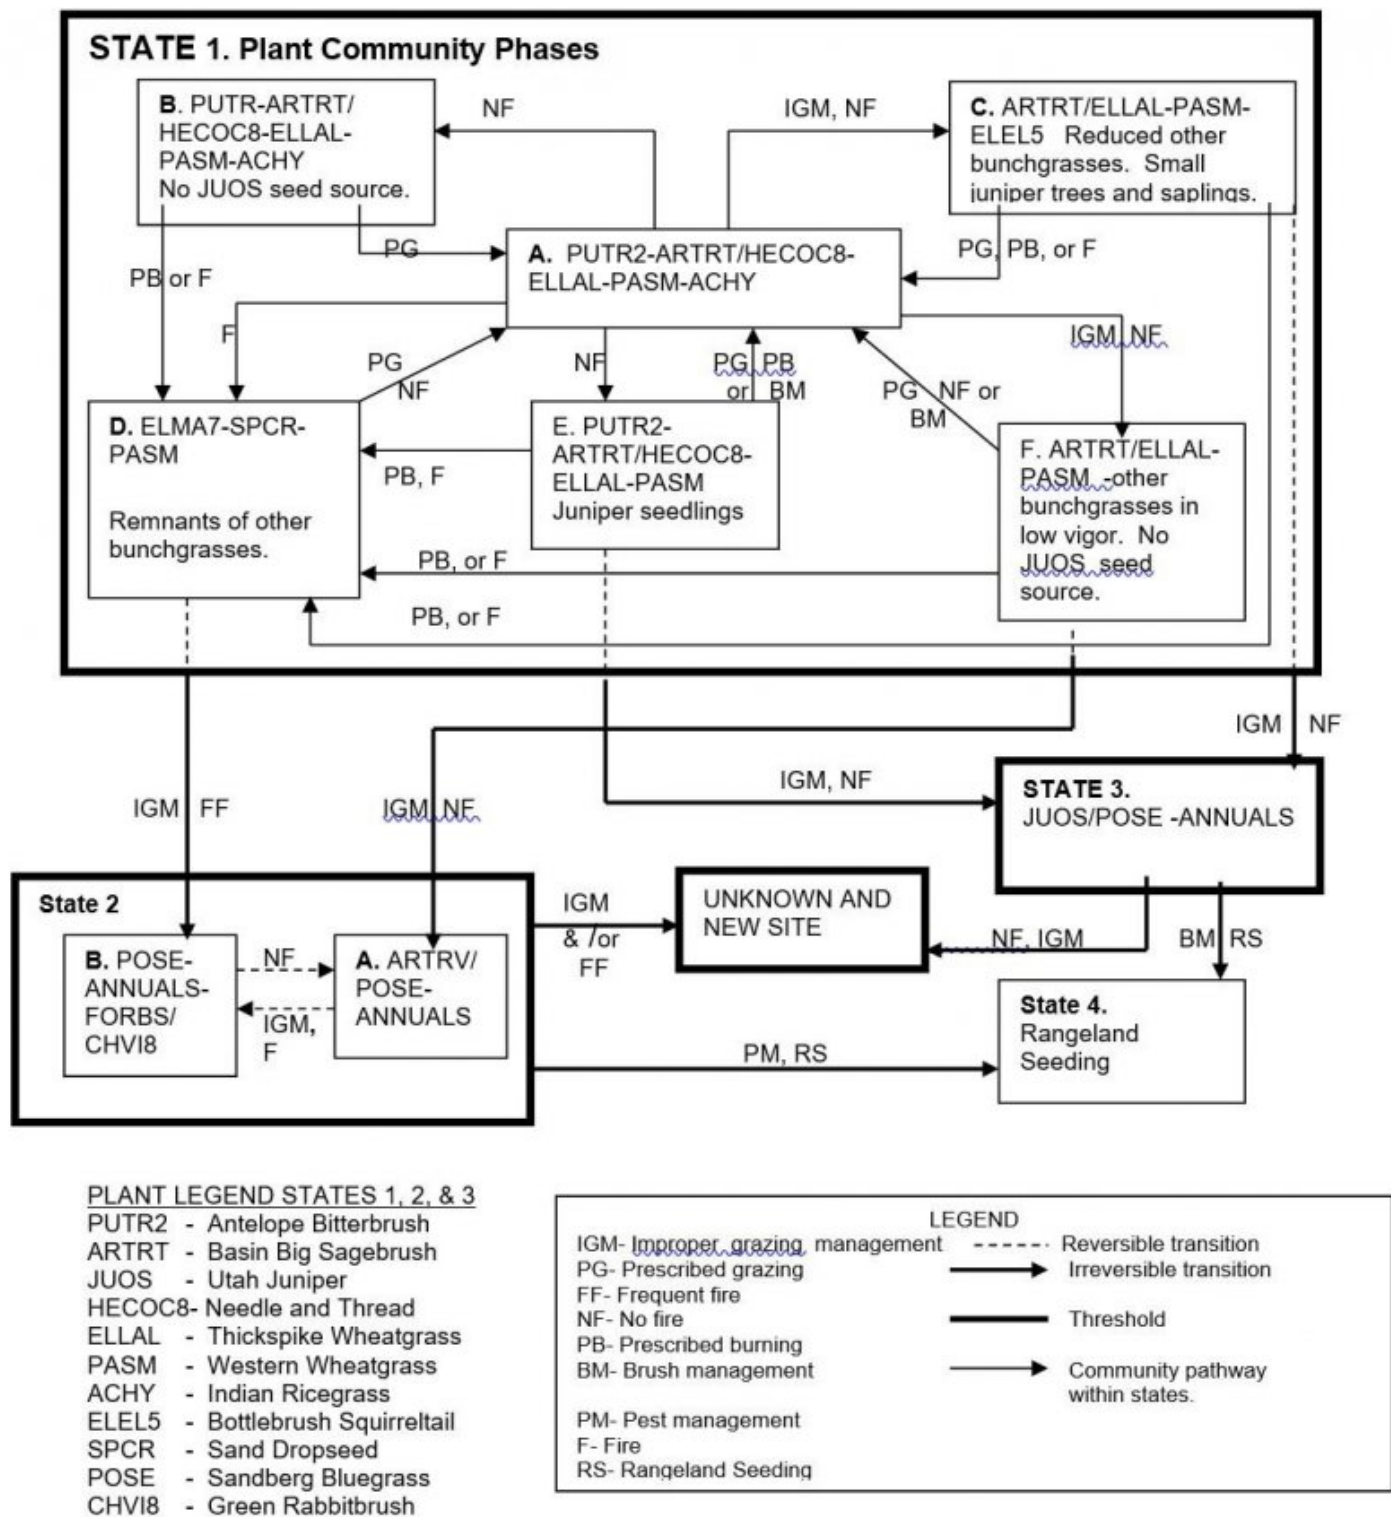 STATE 1. Plant Community Phases
B. PUTR-ARTRT/
HECOC8-ELLAL-
PASM-ACHY
No JUOS seed source.
NF
IGM, NF
C. ARTRT/ELLAL-PASM-
ELEL5 Reduced other
bunchgrasses. Small
juniper trees and saplings.
PG
PB or F
A. PUTR2-ARTRT/HECOC8-
ELLAL-PASM-ACHY
PG, PB, or F
F
PG
NF
NF
PG PB
or BM
PG NF or
BM
IGM NF
D. ELMA7-SPCR-
PASM
Remnants of other
bunchgrasses.
PB, F
E. PUTR2-
ARTRT/HECOC8-
ELLAL-PASM
Juniper seedlings
F. ARTRT/ELLAL-
PASM -other
bunchgrasses in
low vigor. No
JUOS seed
source.
PB, or F
PB, or F
IGM NF
IGM FF
IGM NF
IGM, NF
STATE 3.
JUOS/POSE -ANNUALS
State 2
B. POSE-
ANNUALS-
FORBS/
CHVI8
NF
IGM,
F
A. ARTRV/
POSE-
ANNUALS
IGM
& /or
FF
UNKNOWN AND
NEW SITE
NF, IGM
BM RS
PM, RS
State 4.
Rangeland
Seeding
PLANT LEGEND STATES 1, 2, & 3
PUTR2 - Antelope Bitterbrush
ARTRT - Basin Big Sagebrush
JUOS - Utah Juniper
HECOC8- Needle and Thread
ELLAL - Thickspike Wheatgrass
PASM - Western Wheatgrass
ACHY - Indian Ricegrass
ELEL5 - Bottlebrush Squirreltail
SPCR - Sand Dropseed
POSE - Sandberg Bluegrass
CHVI8 - Green Rabbitbrush
LEGEND
IGM- Improper grazing management
PG- Prescribed grazing
FF- Frequent fire
NF- No fire
PB- Prescribed burning
BM- Brush management
PM- Pest management
F- Fire
RS- Rangeland Seeding
Reversible transition
Irreversible transition
Threshold
Community pathway
within states.